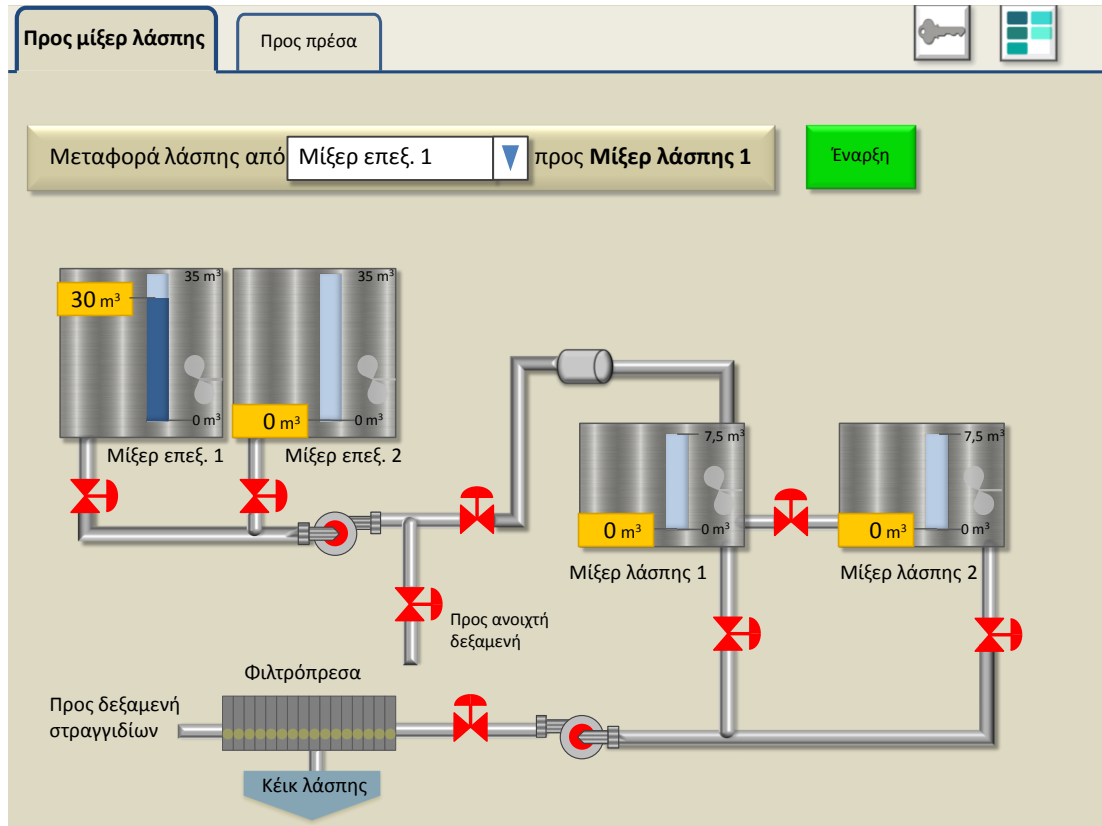 Προς μίξερ λάσπης
Προς πρέσα
Μεταφορά λάσπης από Μίξερ επεξ. 1 προς Μίξερ λάσπης 1
Έναρξη
35 m³
35 m³
30 m³
0 m³
0 m³
0 m³
Μίξερ επεξ. 1
Μίξερ επεξ. 2
7,5 m³
7,5 m³
0 m³
0 m³
0 m³
0 m³
Μίξερ λάσπης 1
Μίξερ λάσπης 2
Προς ανοιχτή
δεξαμενή
Φιλτρόπρεσα
Προς δεξαμενή
στραγγιδίων
Κέικ λάσπης